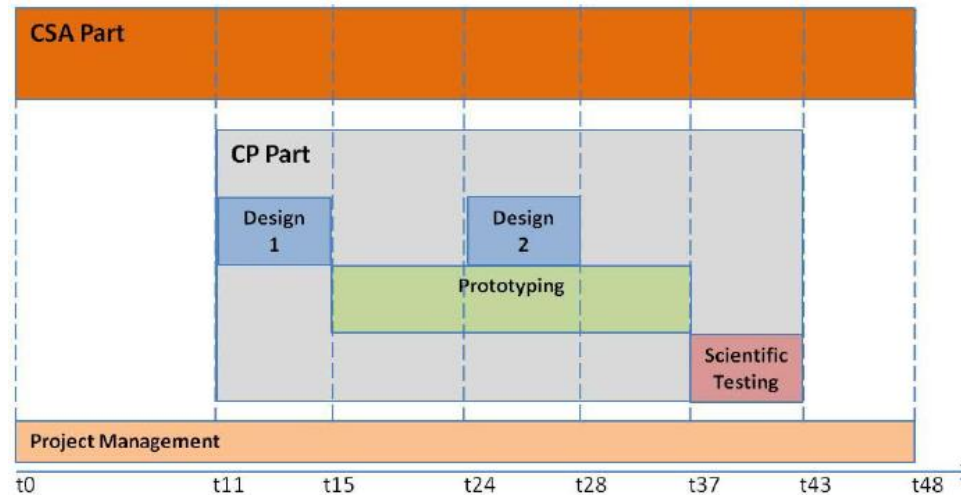 CSA Part
CP Part
Design
1
Design
2
Prototyping
Scientific
Testing
Project Management
t0 t11 t15 t24 t28 t37 t43 t48